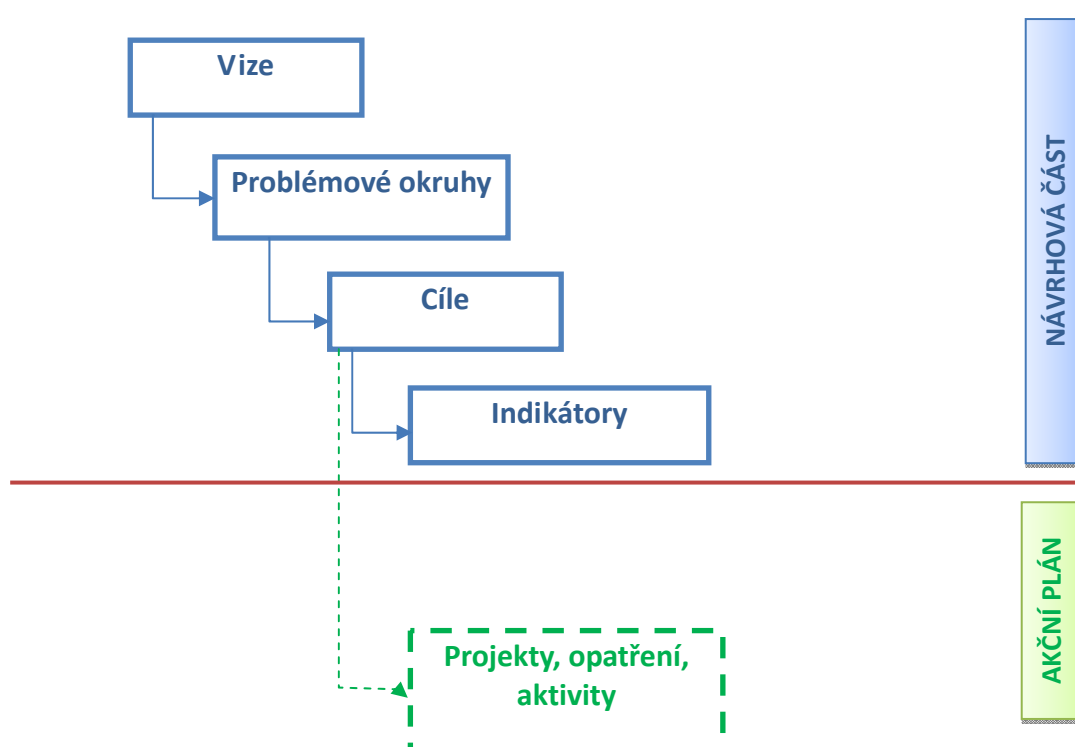 Vize
Problémové okruhy
Cíle
Indikátory
NÁVRHOVÁ ČÁST
Projekty, opatření,
aktivity
AKČNÍ PLÁN